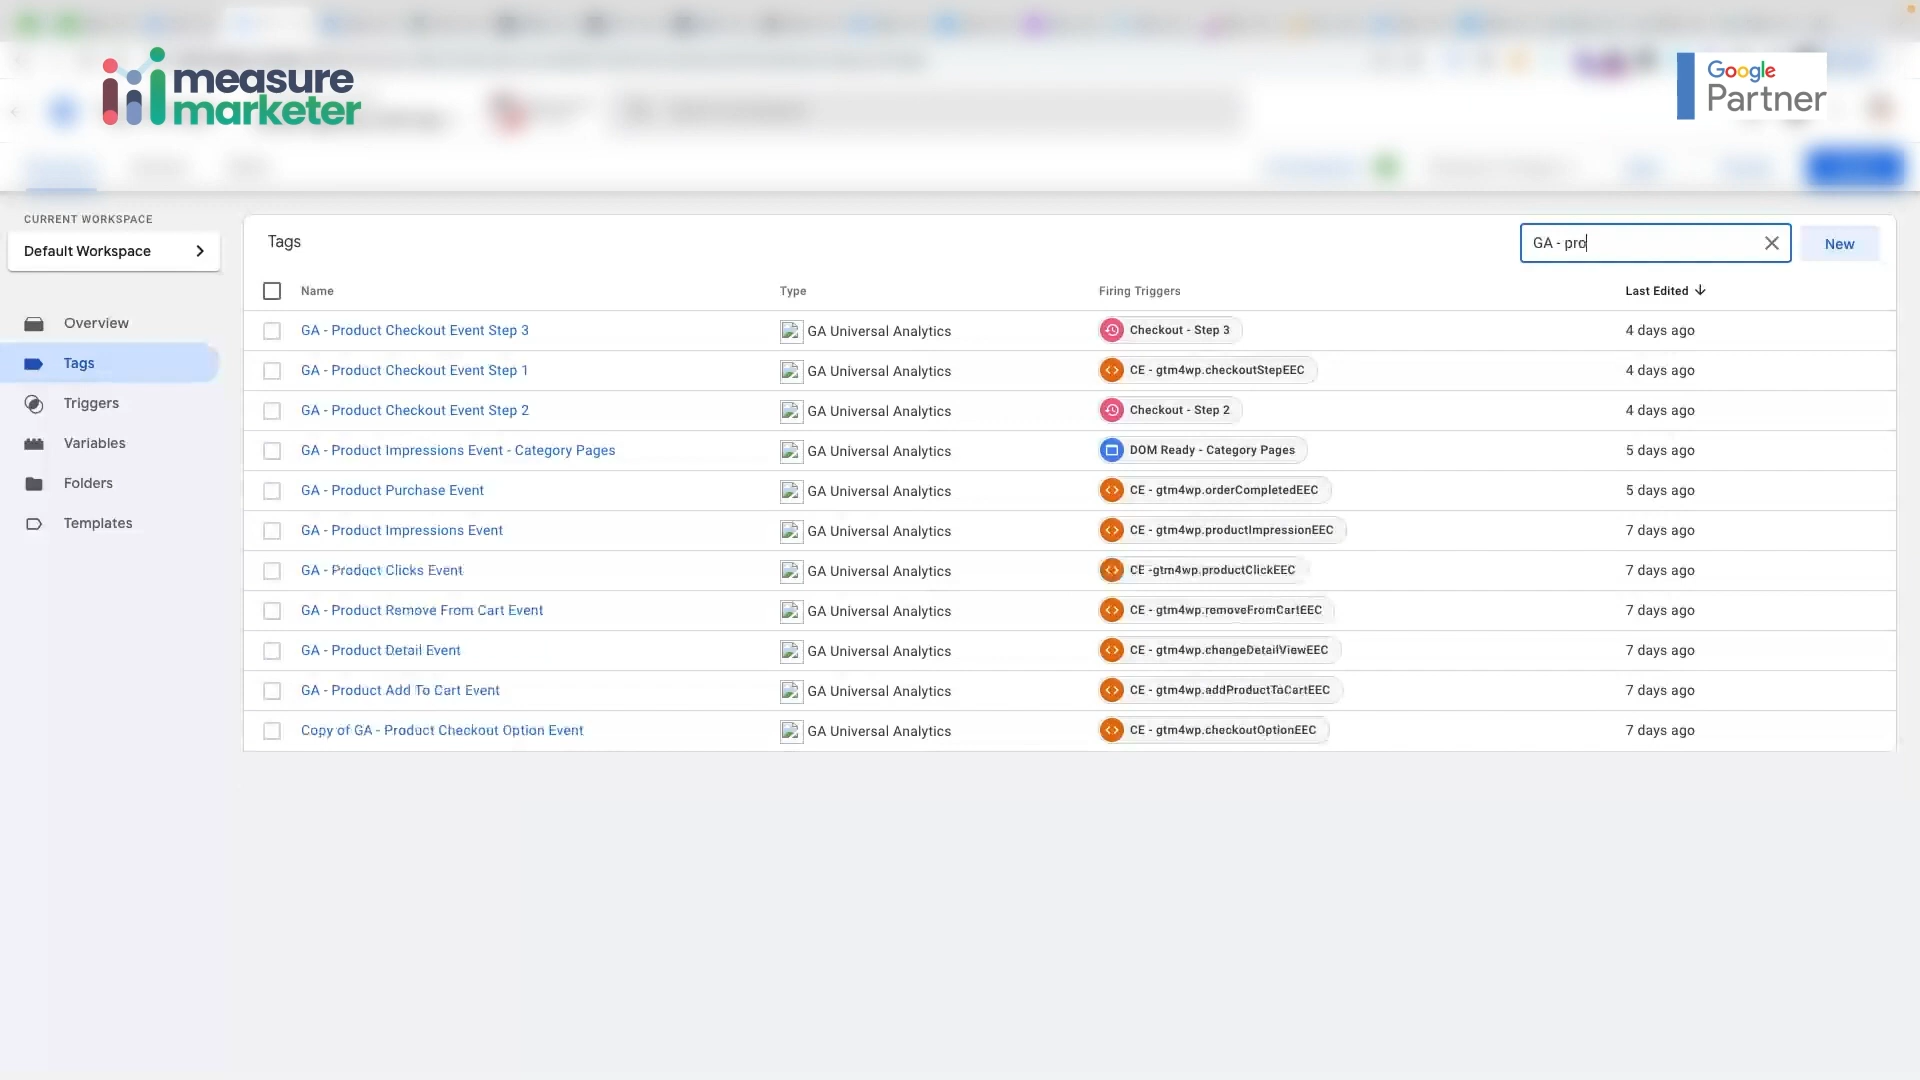 measure
marketer
Google
Partner
CURRENT WORKSPACE
Default Workspace
Overview
Tags
Triggers
Variables
Folders
Templates
Tags
GA - pro
New
Name Type Firing Triggers Last Edited
GA - Product Checkout Event Step 3 GA Universal Analytics Checkout - Step 3 4 days ago
GA - Product Checkout Event Step 1 GA Universal Analytics CE - gtm4wp.checkoutStepEEC 4 days ago
GA - Product Checkout Event Step 2 GA Universal Analytics Checkout - Step 2 4 days ago
GA - Product Impressions Event - Category Pages GA Universal Analytics DOM Ready - Category Pages 5 days ago
GA - Product Purchase Event GA Universal Analytics CE - gtm4wp.orderCompletedEEC 5 days ago
GA - Product Impressions Event GA Universal Analytics CE - gtm4wp.productImpressionEEC 7 days ago
GA - Product Clicks Event GA Universal Analytics CE -gtm4wp.productClickEEC 7 days ago
GA - Product Remove From Cart Event GA Universal Analytics CE - gtm4wp.removeFromCartEEC 7 days ago
GA - Product Detail Event GA Universal Analytics CE - gtm4wp.changeDetailViewEEC 7 days ago
GA - Product Add To Cart Event GA Universal Analytics CE - gtm4wp.addProductToCartEEC 7 days ago
Copy of GA - Product Checkout Option Event GA Universal Analytics CE - gtm4wp.checkoutOptionEEC 7 days ago